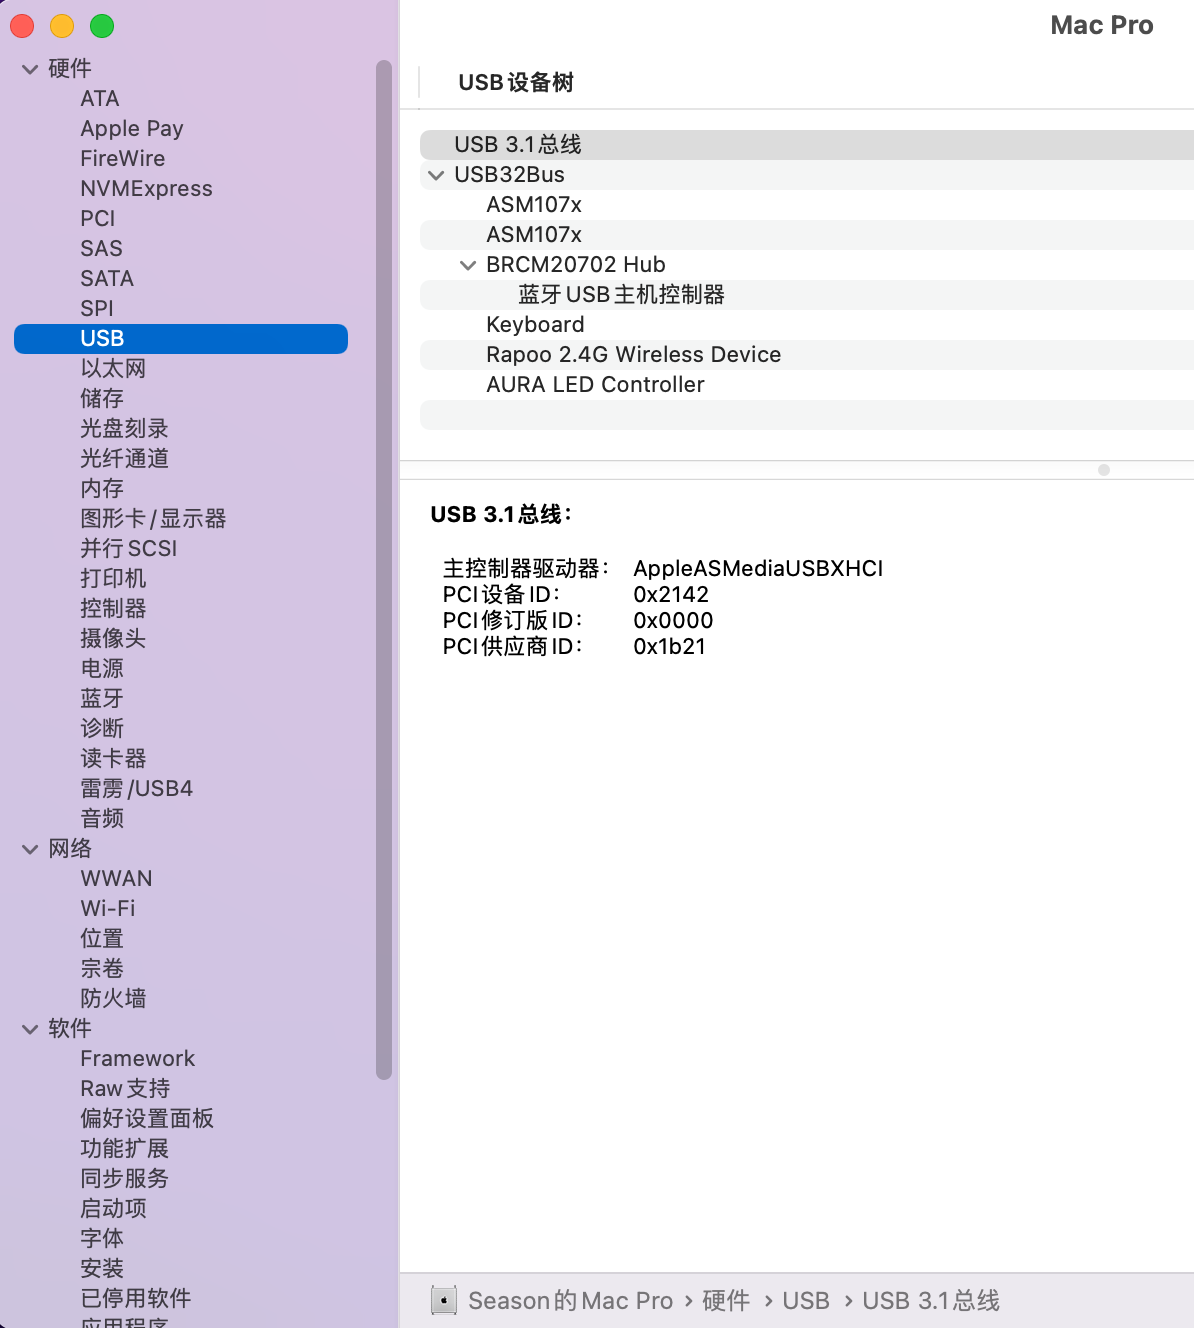 Mac Pro
硬件
ATA
Apple Pay
FireWire
NVMExpress
PCI
SAS
SATA
SPI
USB
以太网
储存
光盘刻录
光纤通道
内存
图形卡/显示器
并行SCSI
打印机
控制器
摄像头
电源
蓝牙
诊断
读卡器
雷雳/USB4
音频
网络
WWAN
Wi-Fi
位置
宗卷
防火墙
软件
Framework
Raw支持
偏好设置面板
功能扩展
同步服务
启动项
字体
安装
已停用软件
应用程序
USB设备树
USB 3.1总线
USB32Bus
ASM107x
ASM107x
BRCM20702 Hub
蓝牙USB主机控制器
Keyboard
Rapoo 2.4G Wireless Device
AURA LED Controller
USB 3.1总线：
主控制器驱动器： AppleASMediaUSBXHCI
PCI设备ID： 0x2142
PCI修订版ID： 0x0000
PCI供应商ID： 0x1b21
Season的Mac Pro › 硬件 › USB › USB 3.1总线